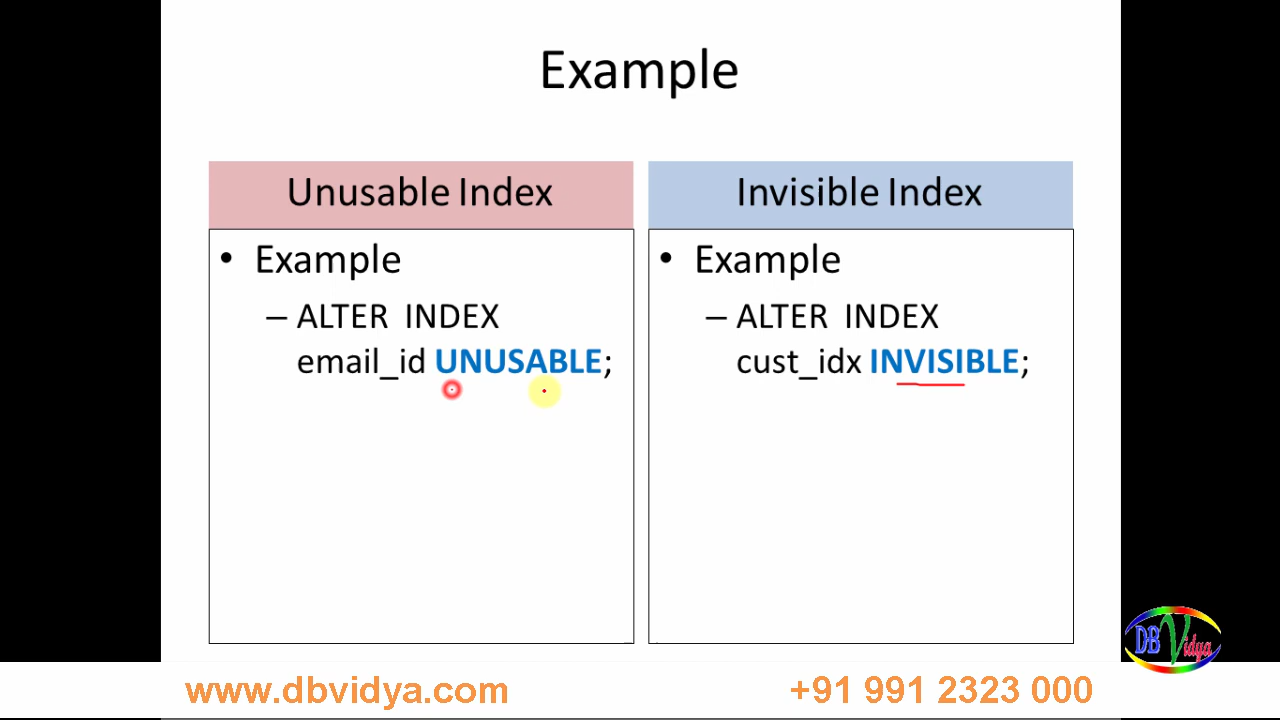 Example
Unusable Index
• Example
– ALTER INDEX
email_id UNUSABLE;
Invisible Index
• Example
– ALTER INDEX
cust_idx INVISIBLE;
DB Vidya
www.dbvidya.com
+91 991 2323 000